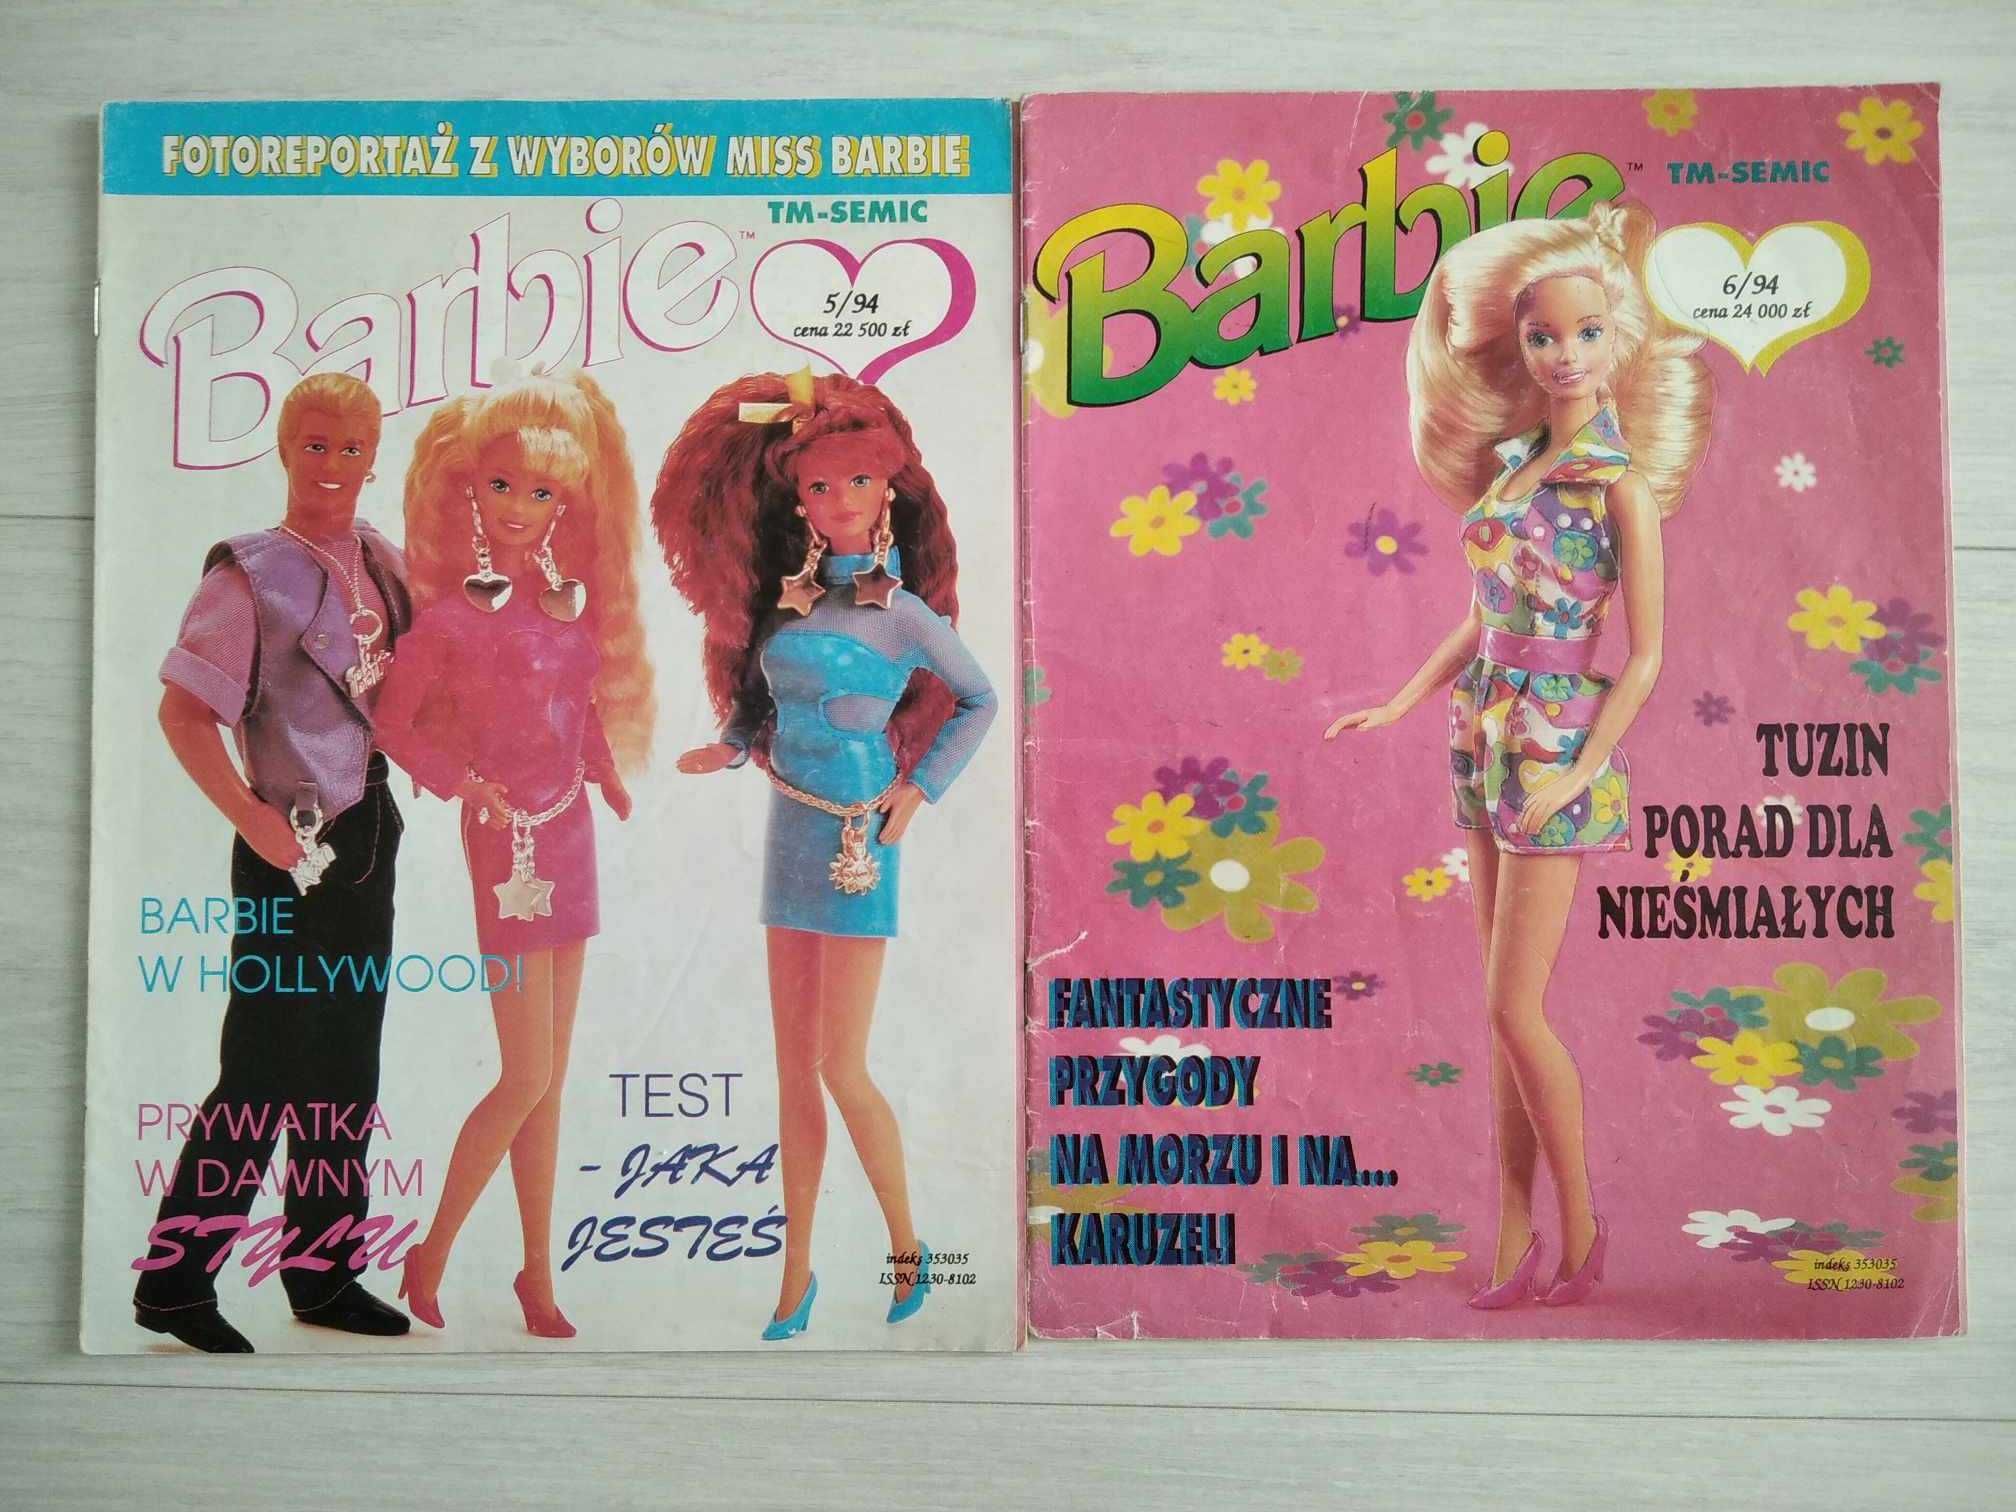 FOTOREPORTAŻ Z WYBORÓW MISS BARBIE
TM-SEMIC
Barbie™
5/94
cena 22 500 zł
BARBIE
W HOLLYWOOD!
PRYWATKA
W DAWNYM
STYLU
TEST
- JAKA
JESTEŚ
indeks 353035
ISSN 1230-8102
Barbie™
TM-SEMIC
6/94
cena 24 000 zł
TUZIN
PORAD DLA
NIEŚMIAŁYCH
FANTASTYCZNE
PRZYGODY
NA MORZU I NA....
KARUZELI
indeks 353035
ISSN 1230-8102